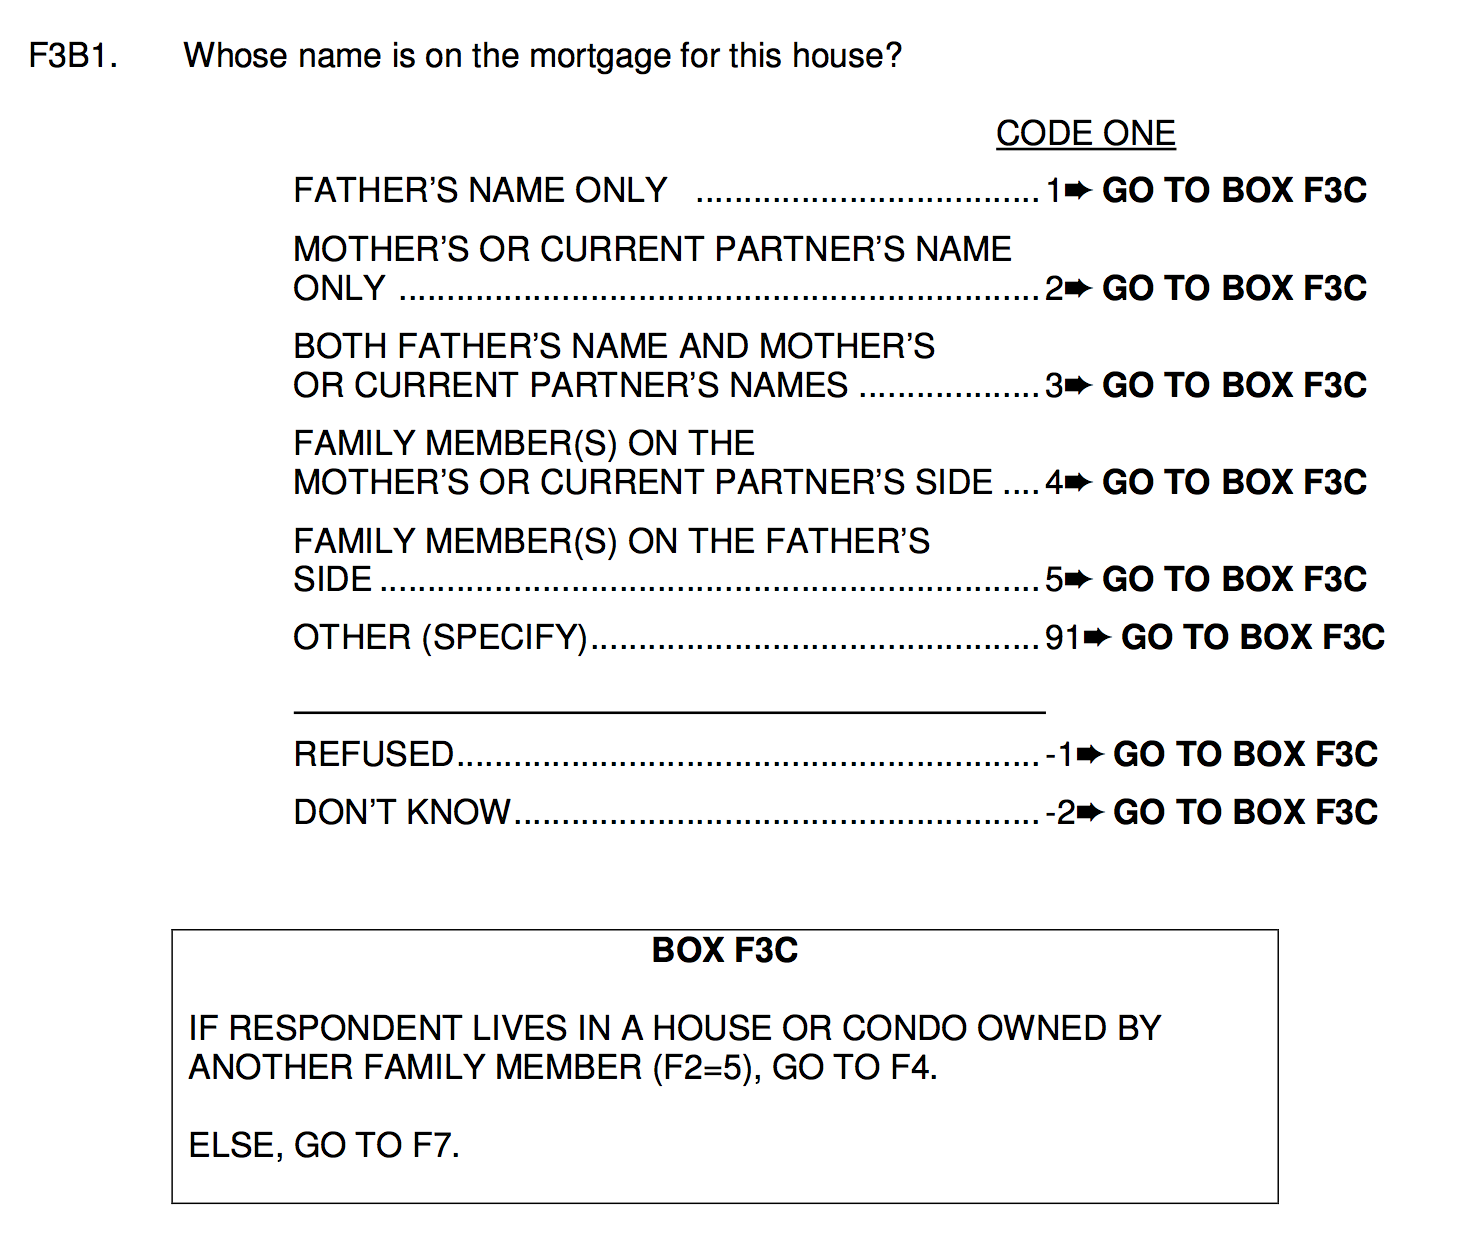 F3B1. Whose name is on the mortgage for this house?
CODE ONE
FATHER’S NAME ONLY .................................... 1➨ GO TO BOX F3C
MOTHER’S OR CURRENT PARTNER’S NAME
ONLY ................................................................... 2➨ GO TO BOX F3C
BOTH FATHER’S NAME AND MOTHER’S
OR CURRENT PARTNER’S NAMES ................... 3➨ GO TO BOX F3C
FAMILY MEMBER(S) ON THE
MOTHER’S OR CURRENT PARTNER’S SIDE .... 4➨ GO TO BOX F3C
FAMILY MEMBER(S) ON THE FATHER’S
SIDE ..................................................................... 5➨ GO TO BOX F3C
OTHER (SPECIFY)............................................... 91➨ GO TO BOX F3C
REFUSED............................................................. -1➨ GO TO BOX F3C
DON’T KNOW....................................................... -2➨ GO TO BOX F3C
BOX F3C
IF RESPONDENT LIVES IN A HOUSE OR CONDO OWNED BY
ANOTHER FAMILY MEMBER (F2=5), GO TO F4.
ELSE, GO TO F7.